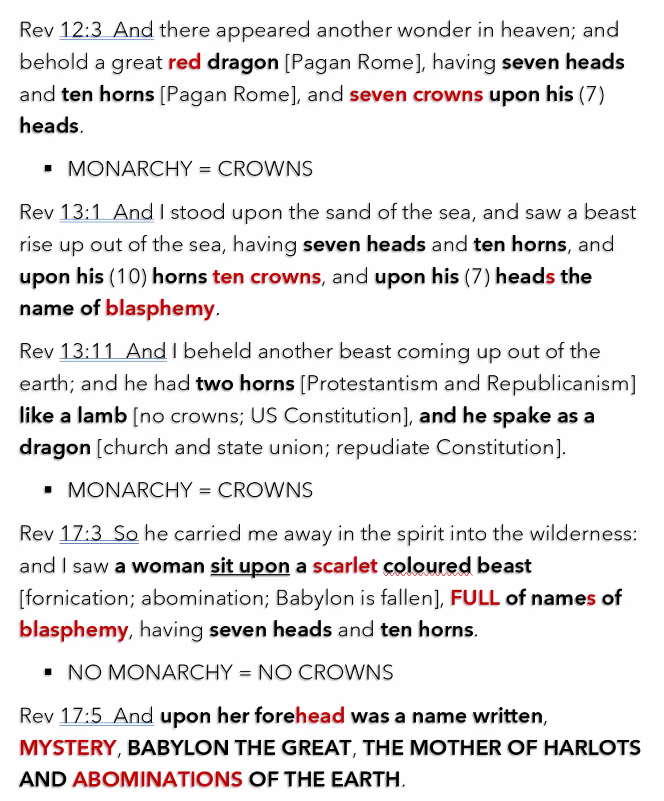 Rev 12:3  And there appeared another wonder in heaven; and
behold a great red dragon [Pagan Rome], having seven heads
and ten horns [Pagan Rome], and seven crowns upon his (7)
heads.
▪ MONARCHY = CROWNS
Rev 13:1  And I stood upon the sand of the sea, and saw a beast
rise up out of the sea, having seven heads and ten horns, and
upon his (10) horns ten crowns, and upon his (7) heads the
name of blasphemy.
Rev 13:11  And I beheld another beast coming up out of the
earth; and he had two horns [Protestantism and Republicanism]
like a lamb [no crowns; US Constitution], and he spake as a
dragon [church and state union; repudiate Constitution].
▪ MONARCHY = CROWNS
Rev 17:3  So he carried me away in the spirit into the wilderness:
and I saw a woman sit upon a scarlet coloured beast
[fornication; abomination; Babylon is fallen], FULL of names of
blasphemy, having seven heads and ten horns.
▪ NO MONARCHY = NO CROWNS
Rev 17:5  And upon her forehead was a name written,
MYSTERY, BABYLON THE GREAT, THE MOTHER OF HARLOTS
AND ABOMINATIONS OF THE EARTH.